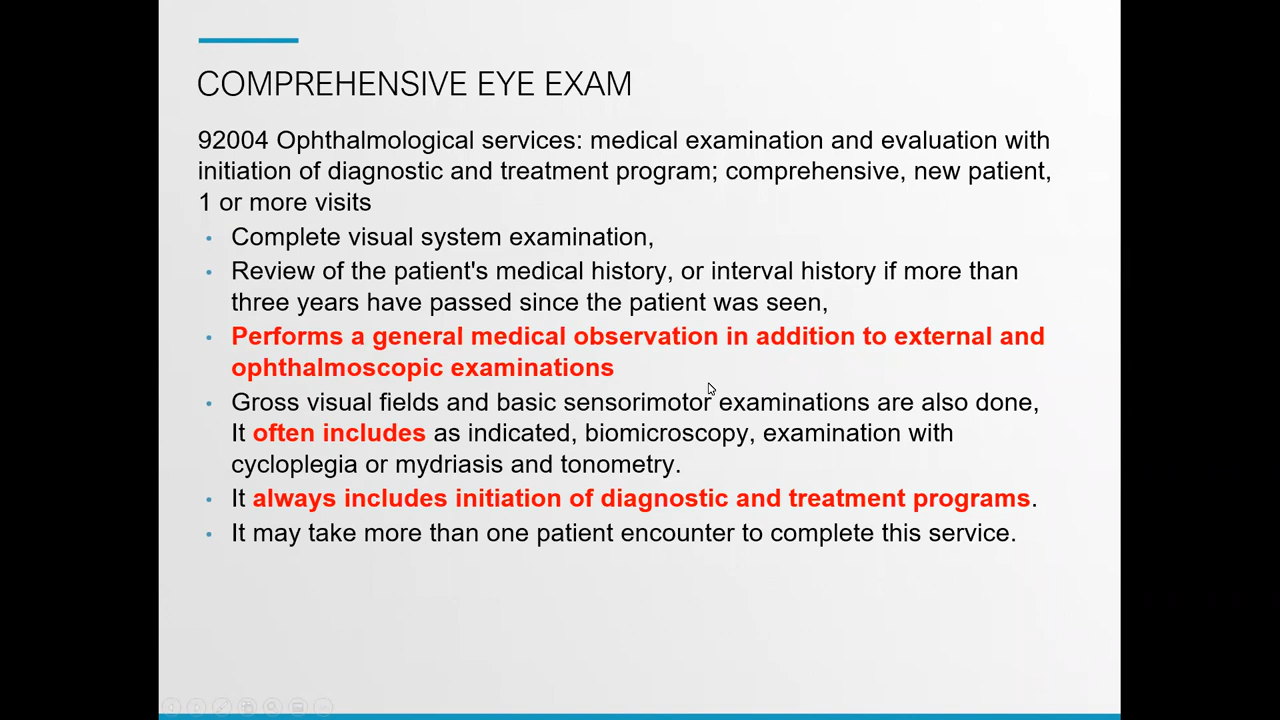 COMPREHENSIVE EYE EXAM
92004 Ophthalmological services: medical examination and evaluation with
initiation of diagnostic and treatment program; comprehensive, new patient,
1 or more visits
• Complete visual system examination,
• Review of the patient's medical history, or interval history if more than
three years have passed since the patient was seen,
• Performs a general medical observation in addition to external and
ophthalmoscopic examinations
• Gross visual fields and basic sensorimotor examinations are also done,
It often includes as indicated, biomicroscopy, examination with
cycloplegia or mydriasis and tonometry.
• It always includes initiation of diagnostic and treatment programs.
• It may take more than one patient encounter to complete this service.